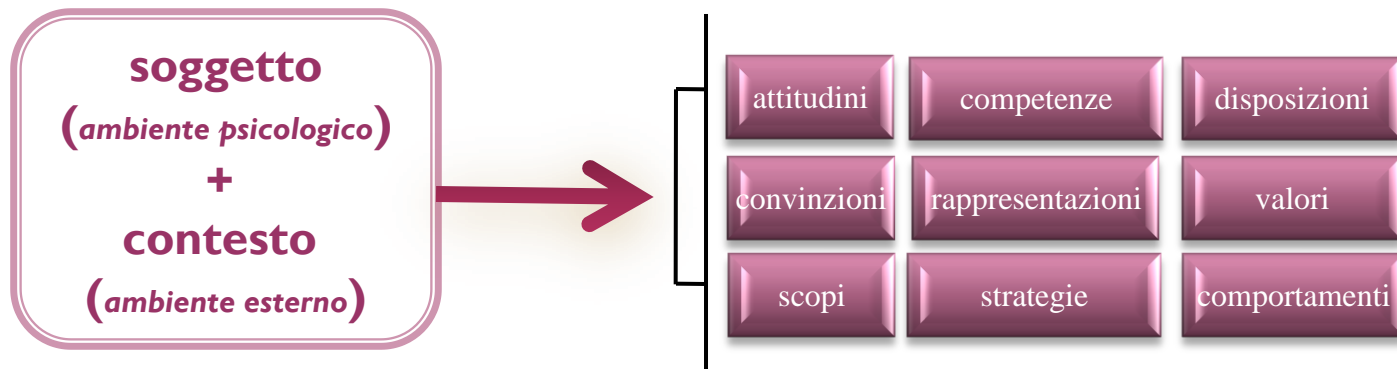 soggetto
(ambiente psicologico)
+
contesto
(ambiente esterno)
attitudini competenze disposizioni
convinzioni rappresentazioni valori
scopi strategie comportamenti